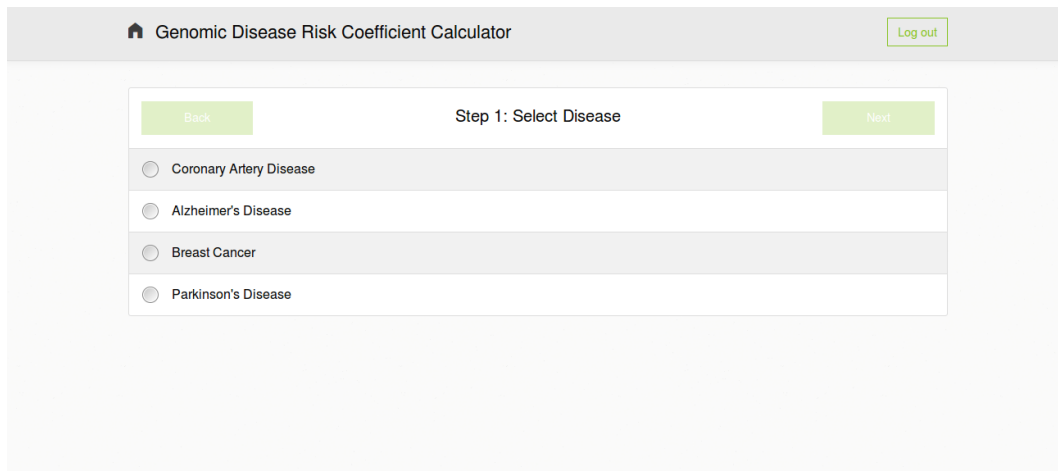 Genomic Disease Risk Coefficient Calculator
Log out
Back
Step 1: Select Disease
Next
Coronary Artery Disease
Alzheimer's Disease
Breast Cancer
Parkinson's Disease